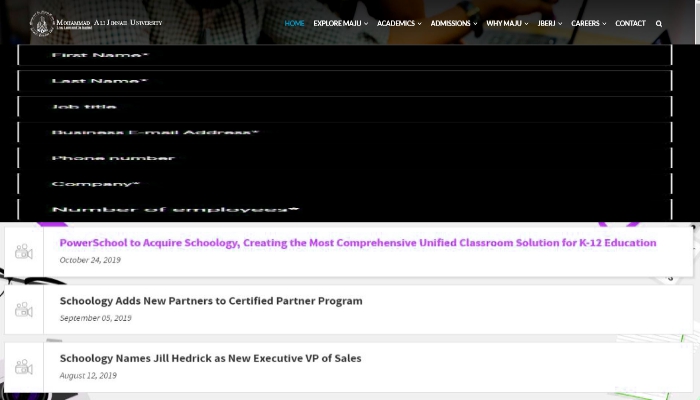 Mohammad Ali Jinnah University
HOME EXPLORE MAJU ACADEMICS ADMISSIONS WHY MAJU JBERJ CAREERS CONTACT
First Name*
Last Name*
Job title
Business E-mail Address*
Phone number
Company*
Number of employees*
PowerSchool to Acquire Schoology, Creating the Most Comprehensive Unified Classroom Solution for K-12 Education
October 24, 2019
Schoology Adds New Partners to Certified Partner Program
September 05, 2019
Schoology Names Jill Hedrick as New Executive VP of Sales
August 12, 2019